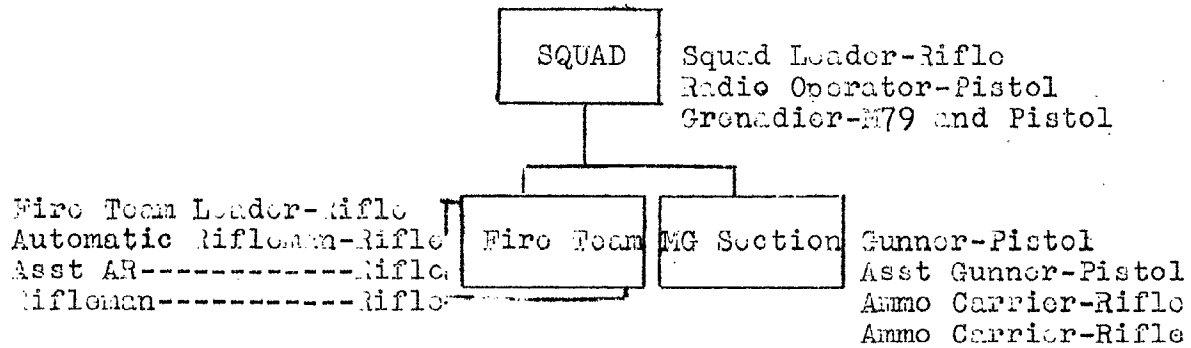 SQUAD
Squad Leader-Rifle
Radio Operator-Pistol
Grenadier-M79 and Pistol
Fire Team Leader-Rifle
Automatic Rifleman-Rifle
Asst AR------------Rifle
Rifleman-----------Rifle
Fire Team
MG Section
Gunner-Pistol
Asst Gunner-Pistol
Ammo Carrier-Rifle
Ammo Carrier-Rifle